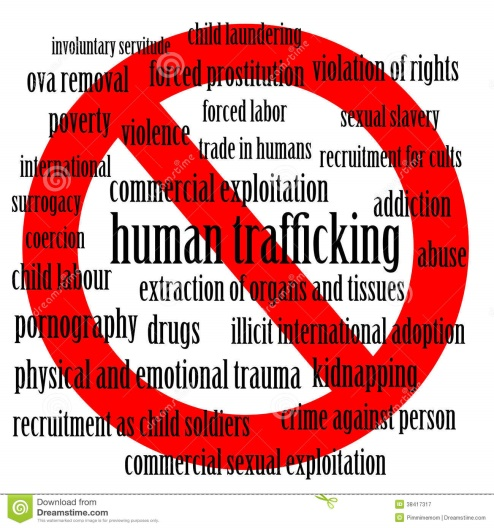 child laundering
involuntary servitude
ova removal
forced prostitution
violation of rights
forced labor
sexual slavery
poverty
violence
trade in humans
recruitment for cults
international
surrogacy
commercial exploitation
addiction
coercion
human trafficking
abuse
child labour
extraction of organs and tissues
pornography
drugs
illicit international adoption
physical and emotional trauma
kidnapping
recruitment as child soldiers
crime against person
commercial sexual exploitation
Download from
Dreamstime.com
This watermarked comp image is for previewing purposes only.
38417317
Pinnimemom | Dreamstime.com